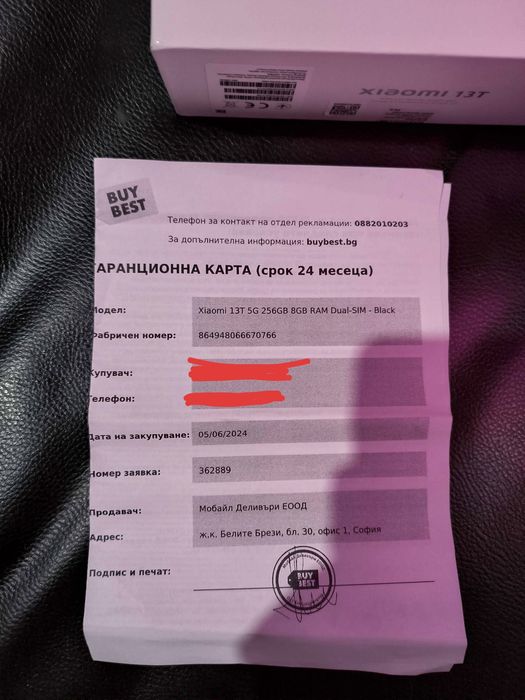 XIAOMI 13T
BUY
BEST
Телефон за контакт на отдел рекламации: 0882010203
За допълнителна информация: buybest.bg
АРАНЦИОННА КАРТА (срок 24 месеца)
Модел: Xiaomi 13T 5G 256GB 8GB RAM Dual-SIM - Black
Фабричен номер: 864948066670766
Купувач:
Телефон:
Дата на закупуване: 05/06/2024
Номер заявка: 362889
Продавач: Мобайл Деливъри ЕООД
Адрес: ж.к. Белите Брези, бл. 30, офис 1, София
Подпис и печат:
BUY
BEST